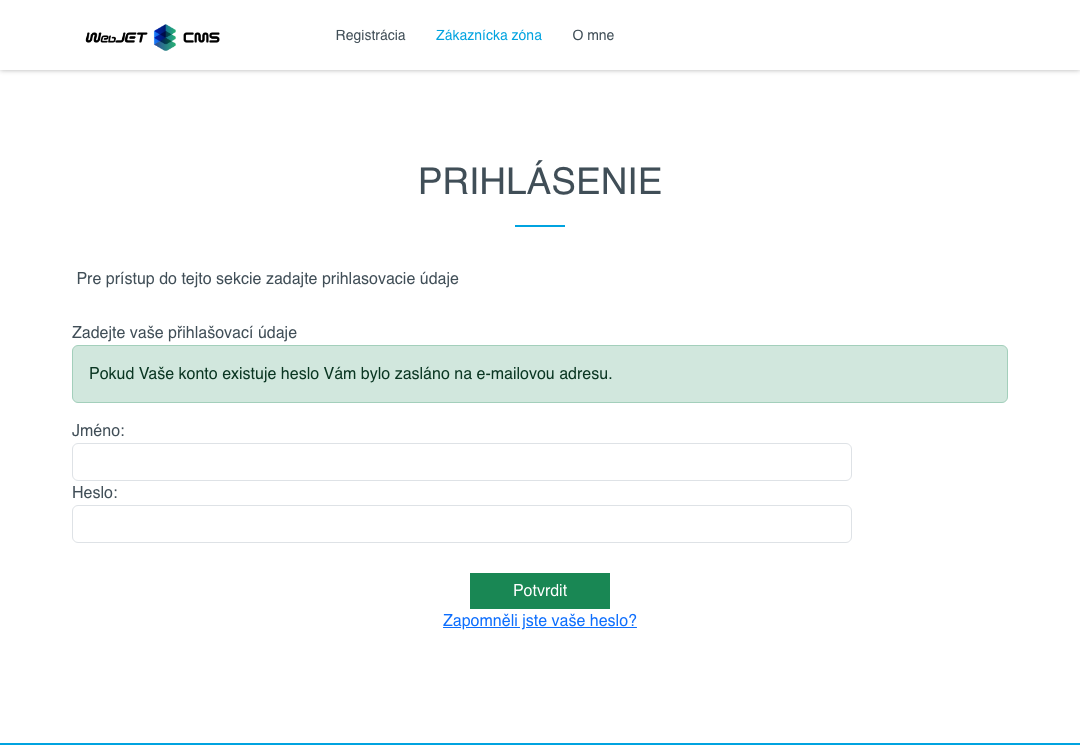 WebJET CMS
Registrácia Zákaznícka zóna O mne
PRIHLÁSENIE
Pre prístup do tejto sekcie zadajte prihlasovacie údaje
Zadejte vaše přihlašovací údaje
Pokud Vaše konto existuje heslo Vám bylo zasláno na e-mailovou adresu.
Jméno:
Heslo:
Potvrdit
Zapomněli jste vaše heslo?